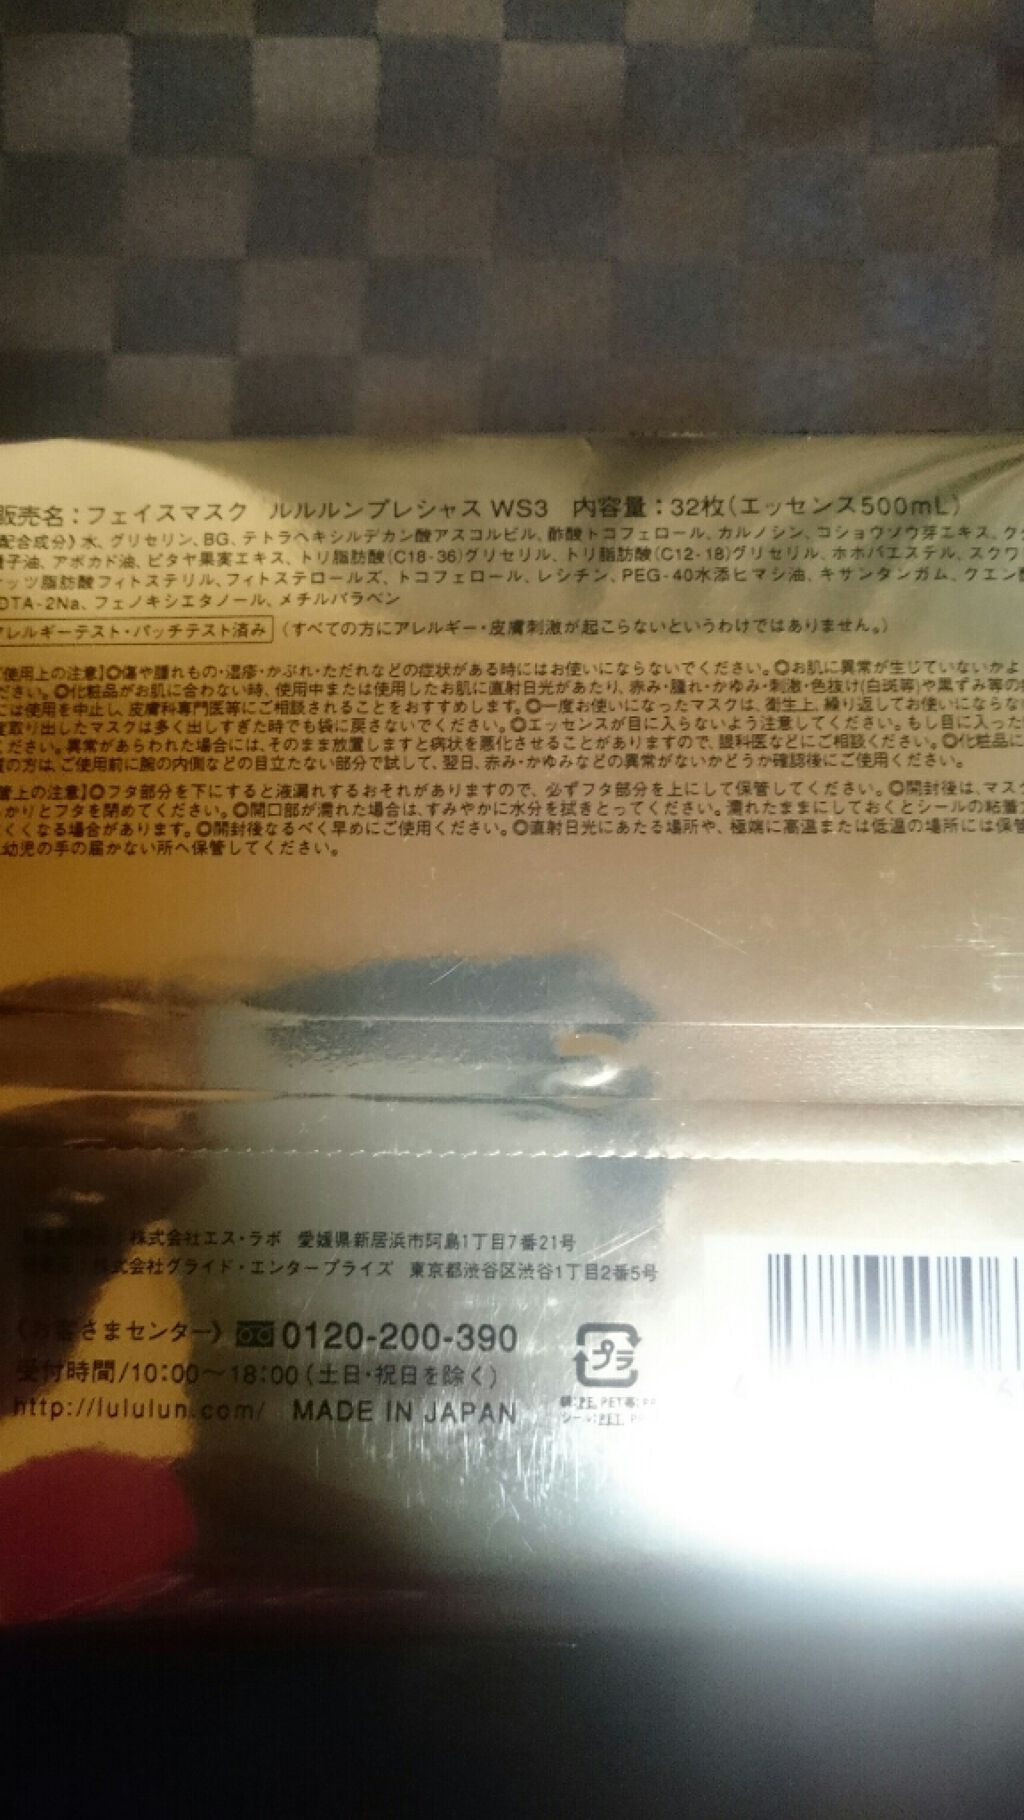 販売名：フェイスマスク　ルルルンプレシャス WS3　内容量：32枚（エッセンス500mL）
配合成分》水、グリセリン、BG、テトラヘキシルデカン酸アスコルビル、酢酸トコフェロール、カルノシン、コショウソウ芽エキス、ク
種子油、アボカド油、ピタヤ果実エキス、トリ脂肪酸(C18-36)グリセリル、トリ脂肪酸(C12-18)グリセリル、ホホバエステル、スクワ
ナッツ脂肪酸フィトステリル、フィトステロールズ、トコフェロール、レシチン、PEG-40水添ヒマシ油、キサンタンガム、クエン酸
DTA-2Na、フェノキシエタノール、メチルパラベン
アレルギーテスト・パッチテスト済み（すべての方にアレルギー・皮膚刺激が起こらないというわけではありません。）
使用上の注意】◎傷や腫れもの・湿疹・かぶれ・ただれなどの症状がある時にはお使いにならないでください。◎お肌に異常が生じていないかよ
ださい。◎化粧品がお肌に合わない時、使用中または使用したお肌に直射日光があたり、赤み・腫れ・かゆみ・刺激・色抜け(白斑等)や黒ずみ等の
には使用を中止し、皮膚科専門医等にご相談されることをおすすめします。◎一度お使いになったマスクは、衛生上、繰り返してお使いにならな
度取り出したマスクは多く出しすぎた時でも袋に戻さないでください。◎エッセンスが目に入らないよう注意してください。もし目に入った
ください。異常があらわれた場合には、そのまま放置しますと病状を悪化させることがありますので、眼科医などにご相談ください。◎化粧品に
質の方は、ご使用前に腕の内側などの目立たない部分で試して、翌日、赤み・かゆみなどの異常がないかどうか確認後にご使用ください。
管上の注意】◎フタ部分を下にすると液漏れするおそれがありますので、必ずフタ部分を上にして保管してください。◎開封後は、マス
っかりとフタを閉めてください。◎開口部が濡れた場合は、すみやかに水分を拭きとってください。濡れたままにしておくとシールの粘着
くくなる場合があります。◎開封後なるべく早めにご使用ください。◎直射日光にあたる場所や、極端に高温または低温の場所には保管
幼児の手の届かない所へ保管してください。
株式会社エス・ラボ　愛媛県新居浜市阿島1丁目7番21号
株式会社グライド・エンタープライズ　東京都渋谷区渋谷1丁目2番5号
《お客さまセンター》0120-200-390
受付時間/10:00～18:00（土日・祝日を除く）
http://lululun.com/　MADE IN JAPAN
プラ
袋:PE, PET
シール:PET